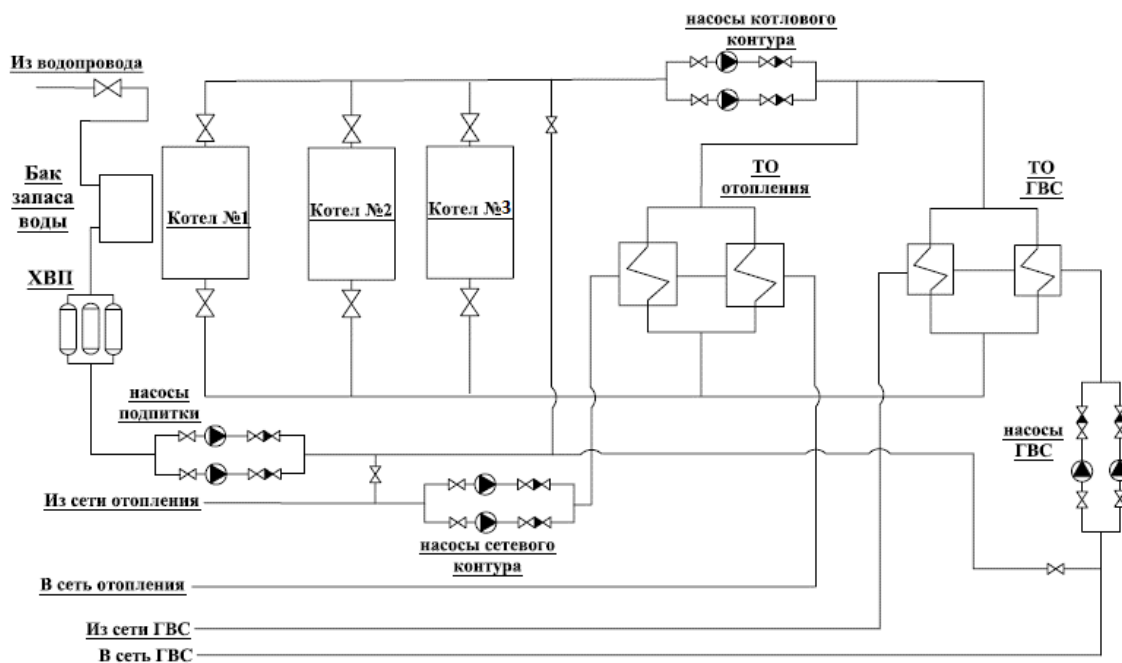 насосы котлового
контура
Из водопровода
Бак
запаса
воды
Котел №1
Котел №2
Котел №3
ТО
отопления
ТО
ГВС
ХВП
насосы
подпитки
насосы
ГВС
Из сети отопления
насосы сетевого
контура
В сеть отопления
Из сети ГВС
В сеть ГВС